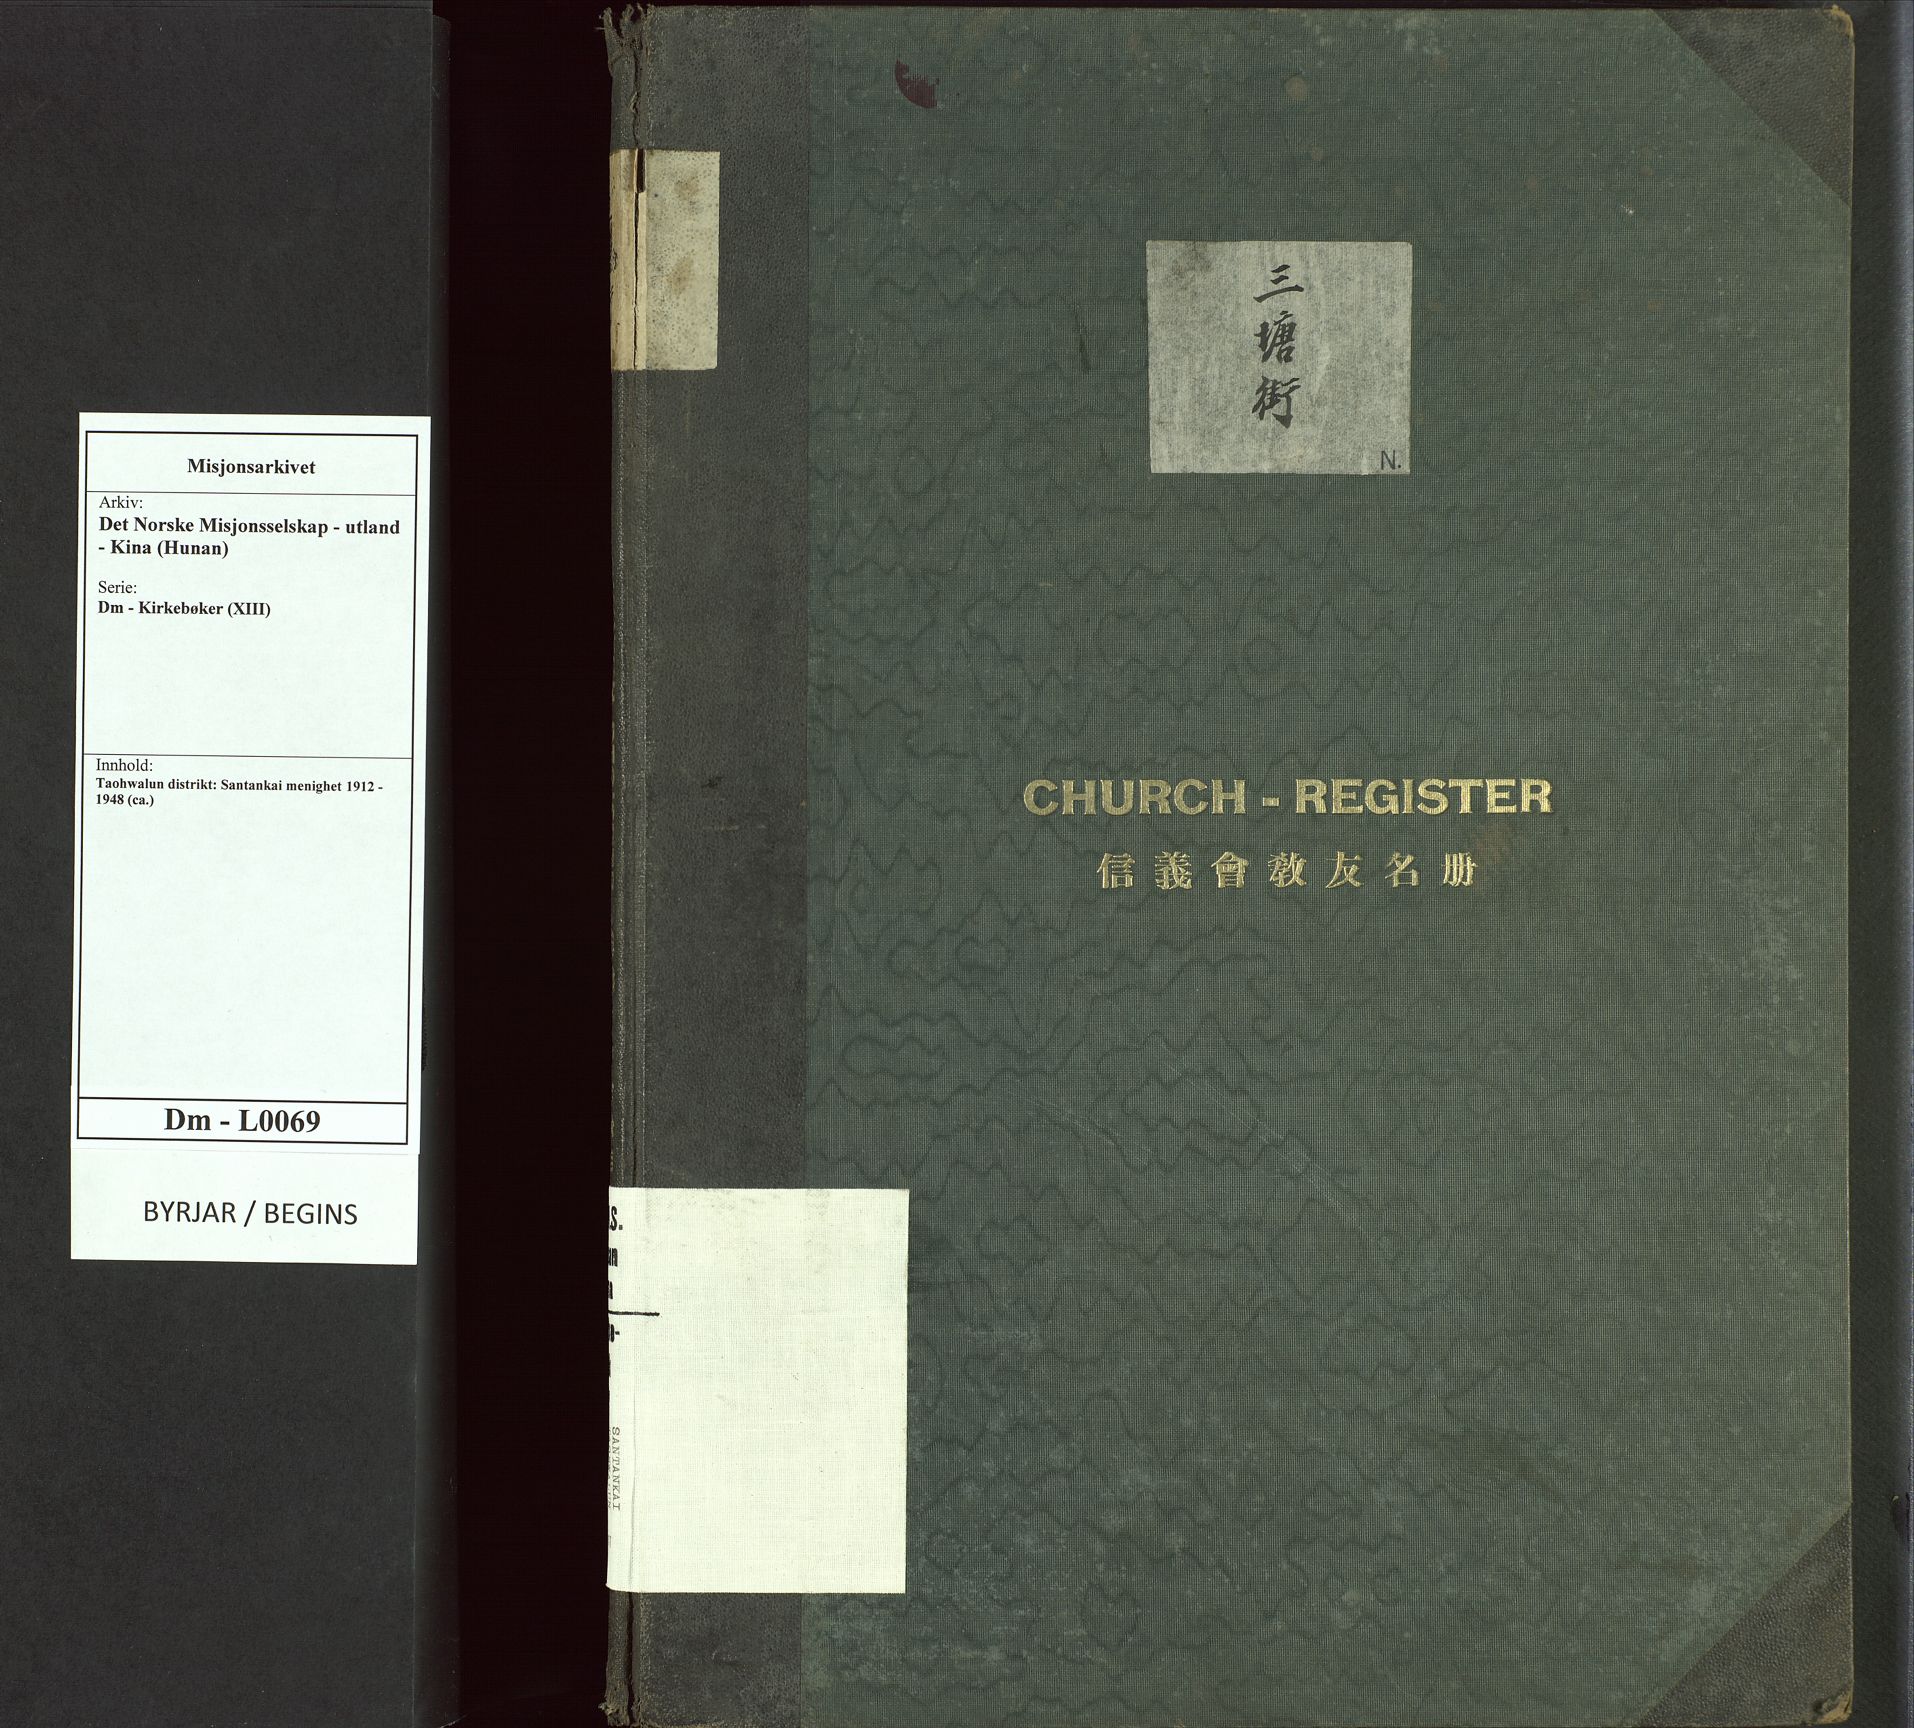 Misjonsarkivet
Arkiv:
Det Norske Misjonsselskap - utland
- Kina (Hunan)
Serie:
Dm - Kirkebøker (XIII)
Innhold:
Taohwalun distrikt: Santankai menighet 1912 -
1948 (ca.)
Dm - L0069
BYRJAR / BEGINS
三塘街
N.
CHURCH - REGISTER
信義會教友名册
S.
SANTANKAI